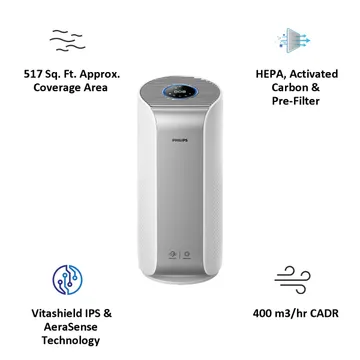 517 Sq. Ft. Approx.
Coverage Area
HEPA, Activated
Carbon &
Pre-Filter
PHILIPS
Vitashield IPS &
AeraSense
Technology
400 m3/hr CADR